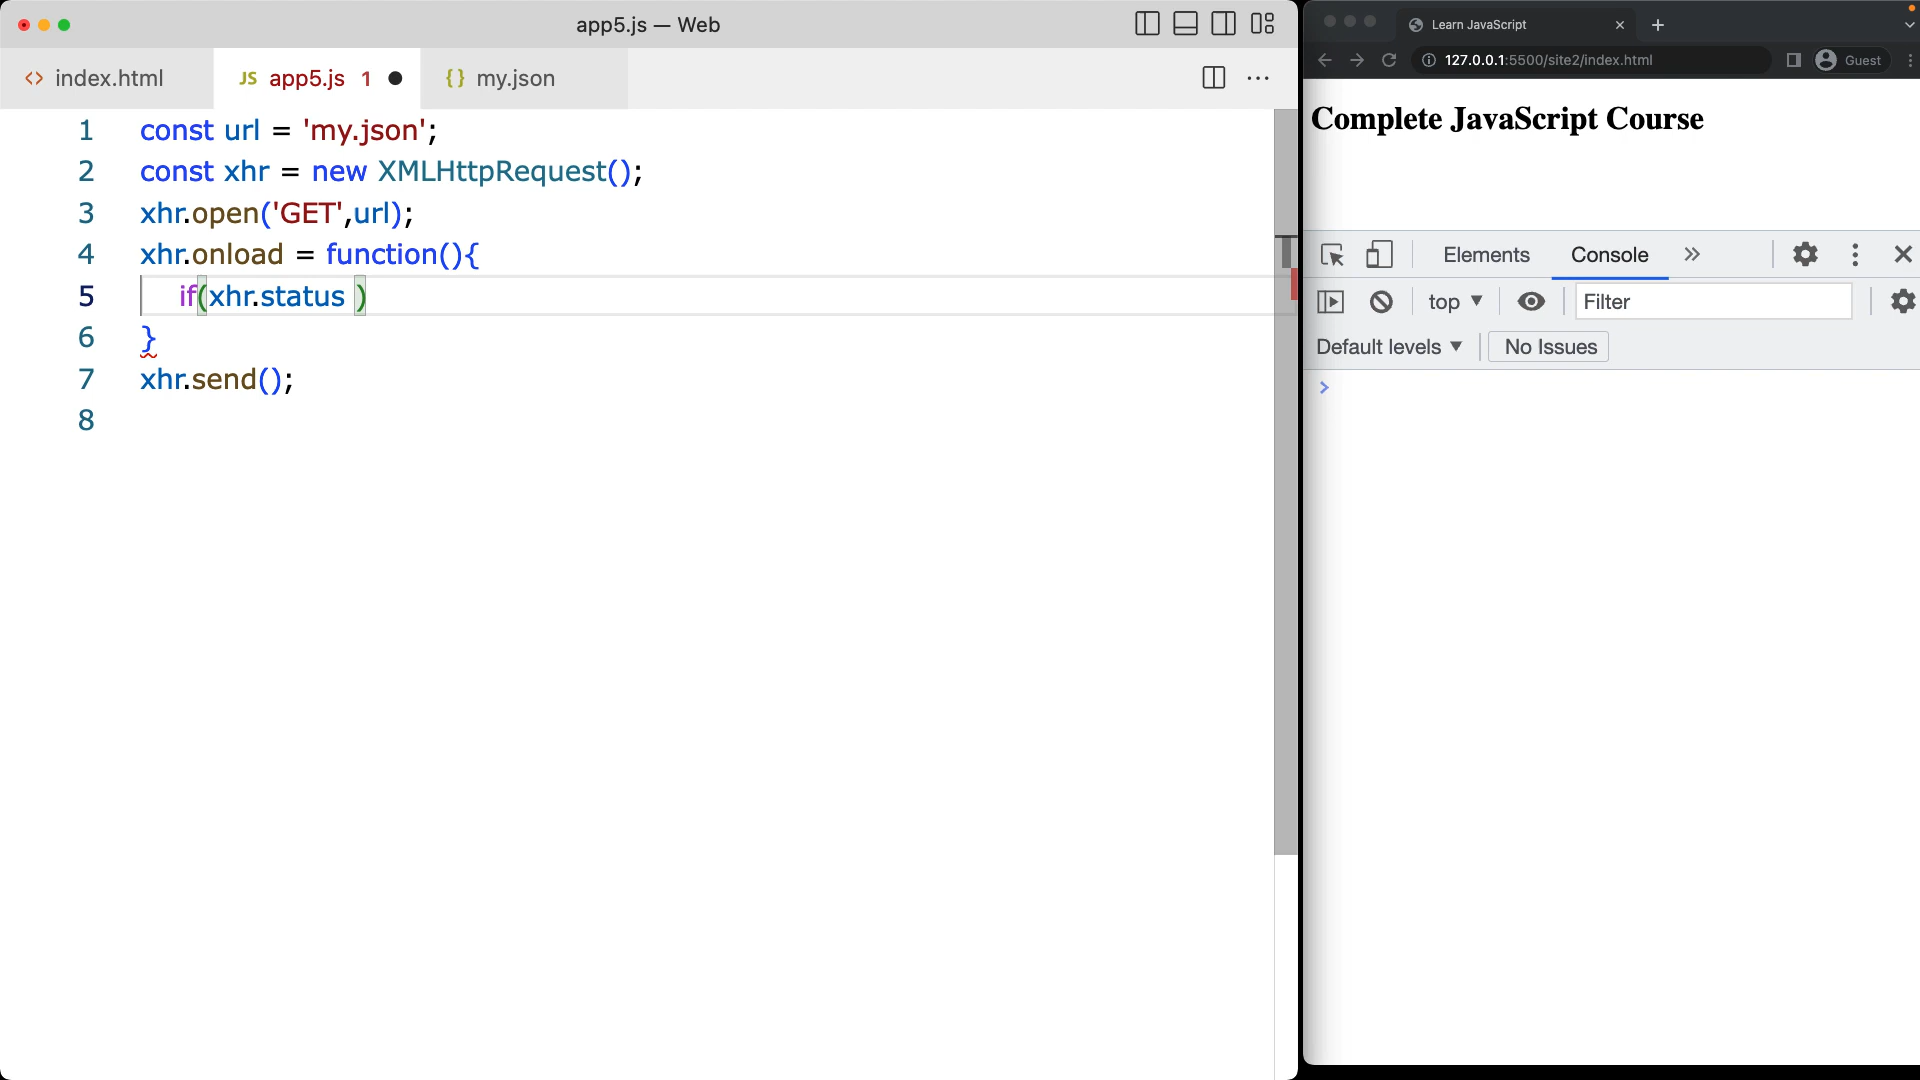 app5.js — Web
<> index.html
JS app5.js 1
{} my.json
1 const url = 'my.json';
2 const xhr = new XMLHttpRequest();
3 xhr.open('GET',url);
4 xhr.onload = function(){
5 if(xhr.status )
6 }
7 xhr.send();
8
Learn JavaScript
127.0.0.1:5500/site2/index.html
Guest
Complete JavaScript Course
Elements
Console
top
Filter
Default levels
No Issues
>